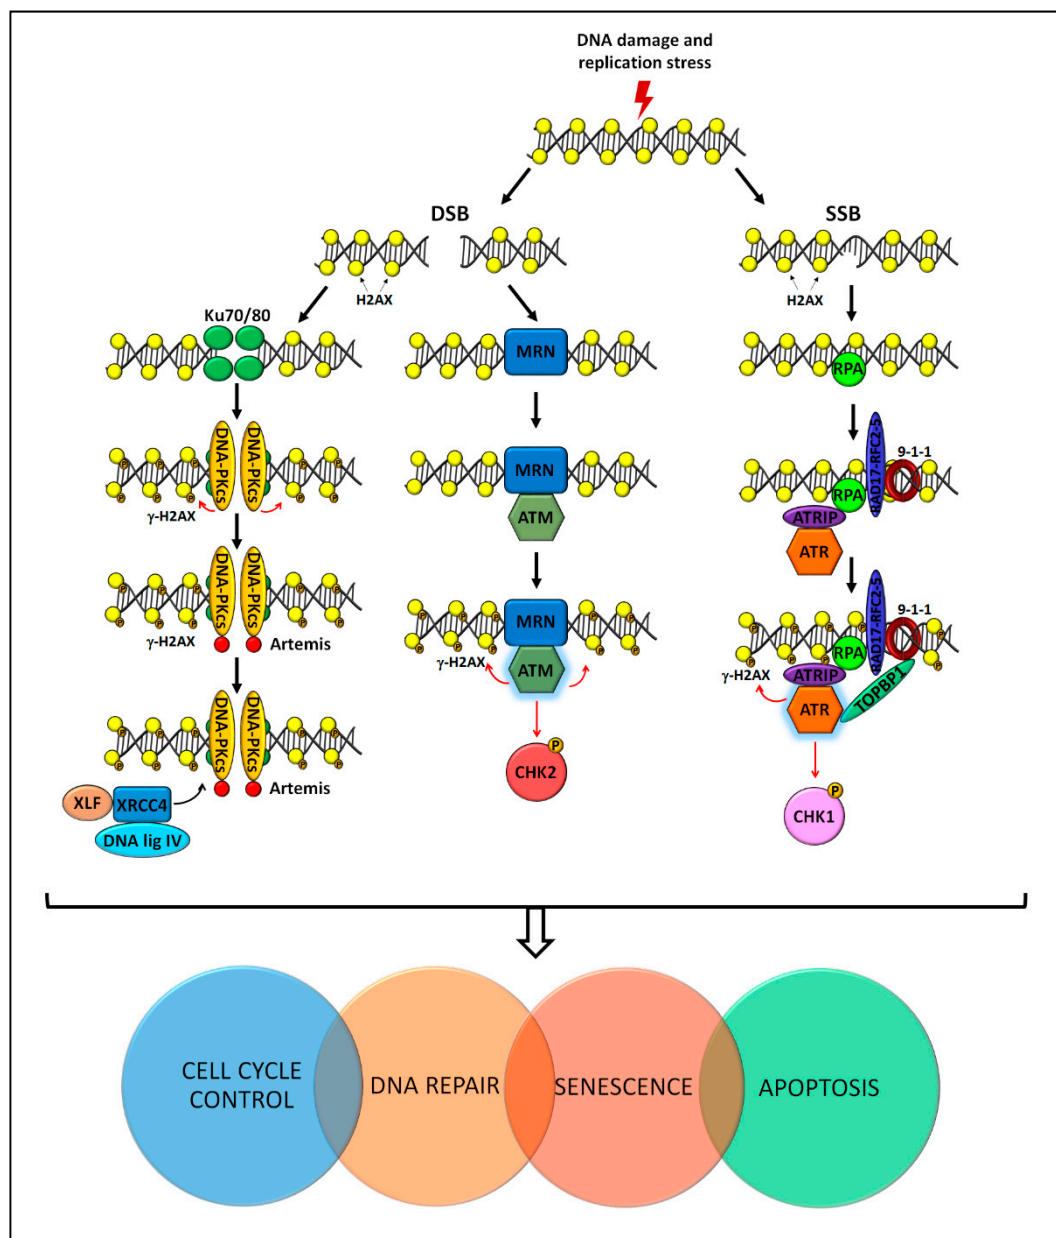 DNA damage and
replication stress
DSB
SSB
H2AX
H2AX
Ku70/80
MRN
RPA
DNA-PKcs
DNA-PKcs
P
P
P
P
P
P
P
P
P
P
γ-H2AX
MRN
ATM
RAD17-RFC2-5
9-1-1
RPA
ATRIP
ATR
DNA-PKcs
DNA-PKcs
P
P
P
P
P
P
P
P
P
P
γ-H2AX
Artemis
P
P
P
P
P
P
P
P
P
P
MRN
γ-H2AX
ATM
P
CHK2
RAD17-RFC2-5
9-1-1
P
P
P
P
P
P
P
P
P
RPA
γ-H2AX
ATRIP
ATR
TOPBP1
P
CHK1
DNA-PKcs
DNA-PKcs
P
P
P
P
P
P
P
P
P
P
Artemis
XLF
XRCC4
DNA lig IV
CELL CYCLE
CONTROL
DNA REPAIR
SENESCENCE
APOPTOSIS